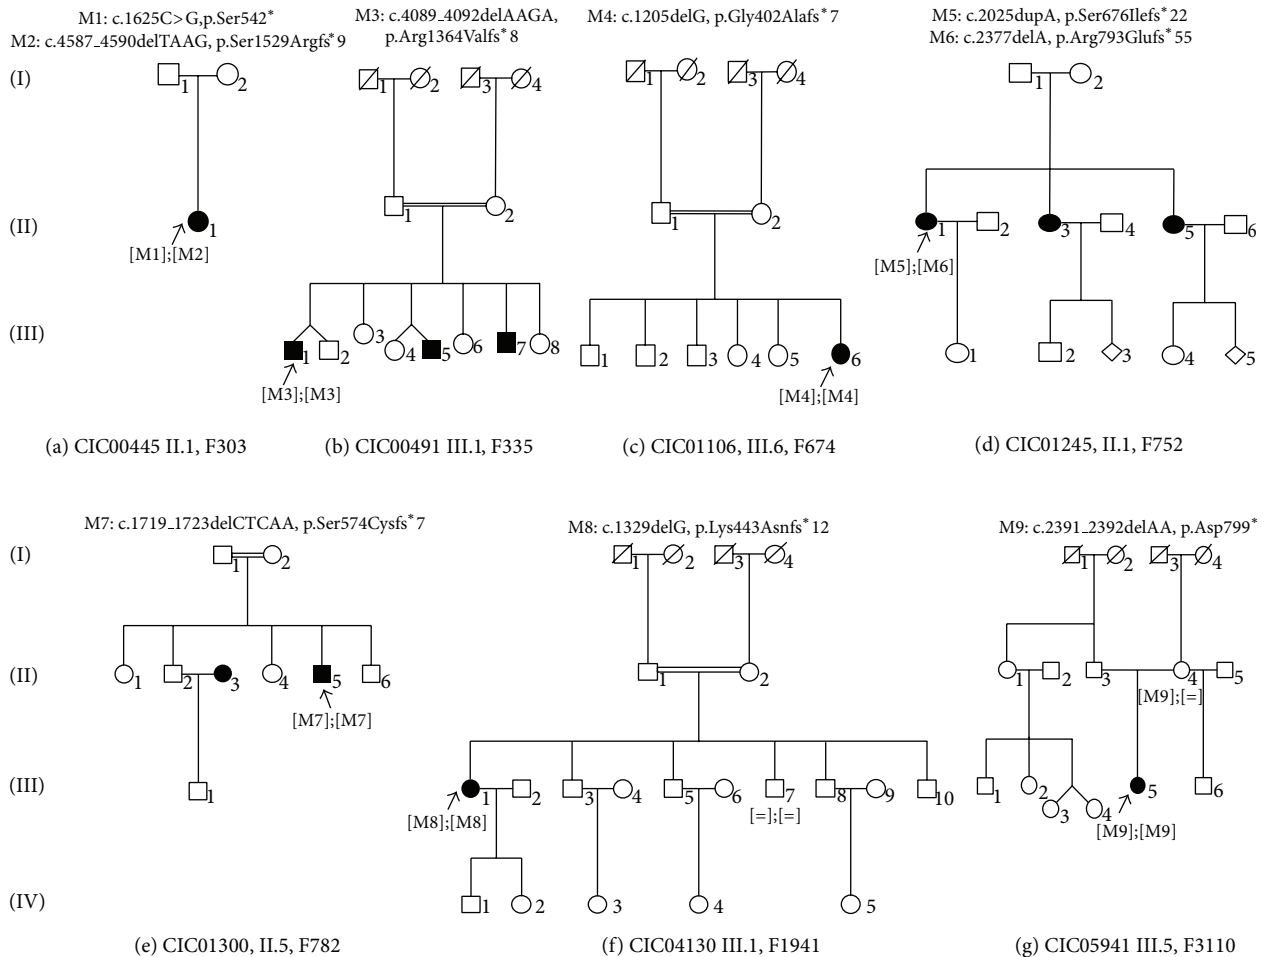 M1: c.1625C>G,p.Ser542*
M2: c.4587_4590delTAAG, p.Ser1529Argfs*9
M3: c.4089_4092delAAGA,
p.Arg1364Valfs*8
M4: c.1205delG, p.Gly402Alafs*7
M5: c.2025dupA, p.Ser676Ilefs*22
M6: c.2377delA, p.Arg793Glufs*55
(I)
1 2
1 2 3 4
1 2 3 4
1 2
(II)
1
[M1];[M2]
1 2
1 2
1 2 3 4 5 6
[M5];[M6]
(III)
1 2 3 4 5 6 7 8
[M3];[M3]
1 2 3 4 5 6
[M4];[M4]
1 2 3 4 5
(a) CIC00445 II.1, F303
(b) CIC00491 III.1, F335
(c) CIC01106, III.6, F674
(d) CIC01245, II.1, F752
M7: c.1719_1723delCTCAA, p.Ser574Cysfs*7
M8: c.1329delG, p.Lys443Asnfs*12
M9: c.2391_2392delAA, p.Asp799*
(I)
1 2
1 2 3 4
1 2 3 4
(II)
1 2 3 4 5 6
[M7];[M7]
1 2
1 2 3 4 5
[M9];[=]
(III)
1
1 2 3 4 5 6 7 8 9 10
[M8];[M8]
[=];[=]
1 2 3 4 5 6
[M9];[M9]
(IV)
1 2 3 4 5
(e) CIC01300, II.5, F782
(f) CIC04130 III.1, F1941
(g) CIC05941 III.5, F3110